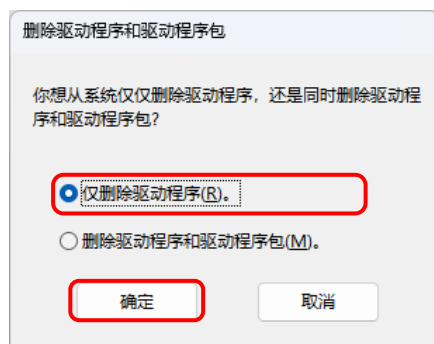 删除驱动程序和驱动程序包
你想从系统仅仅删除驱动程序，还是同时删除驱动程
序和驱动程序包?
仅删除驱动程序(R)。
删除驱动程序和驱动程序包(M)。
确定
取消